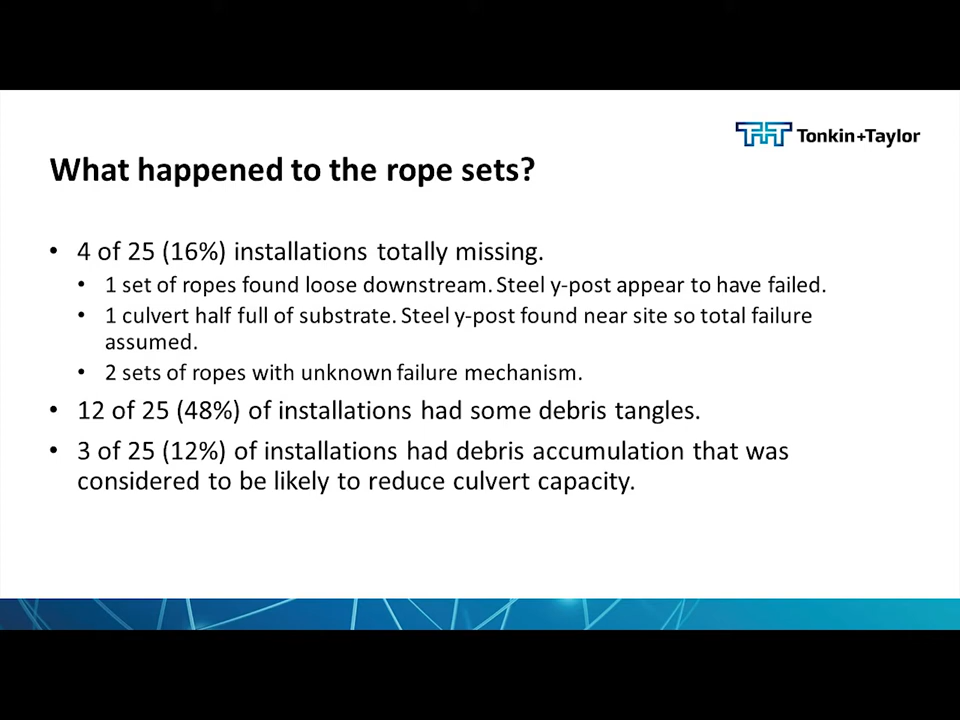 Tonkin+Taylor
What happened to the rope sets?
• 4 of 25 (16%) installations totally missing.
• 1 set of ropes found loose downstream. Steel y-post appear to have failed.
• 1 culvert half full of substrate. Steel y-post found near site so total failure
assumed.
• 2 sets of ropes with unknown failure mechanism.
• 12 of 25 (48%) of installations had some debris tangles.
• 3 of 25 (12%) of installations had debris accumulation that was
considered to be likely to reduce culvert capacity.